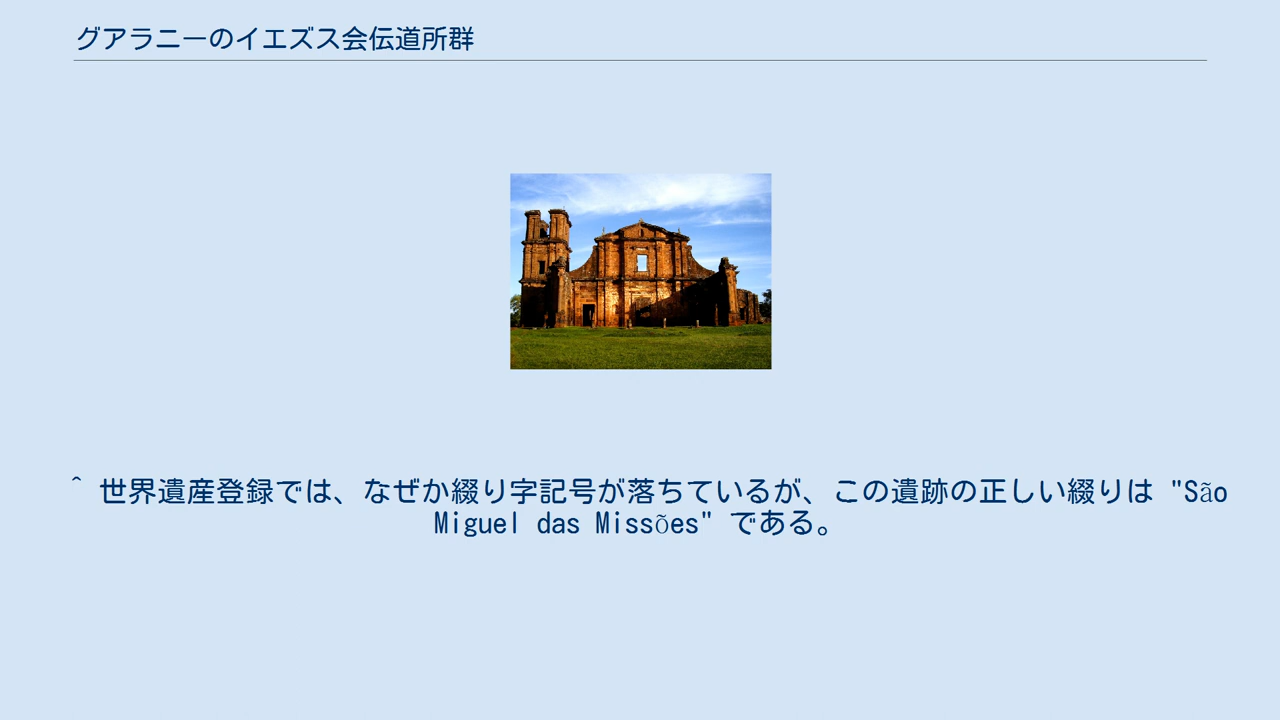 グアラニーのイエズス会伝道所群
^ 世界遺産登録では、なぜか綴り字記号が落ちているが、この遺跡の正しい綴りは "São
Miguel das Missões" である。